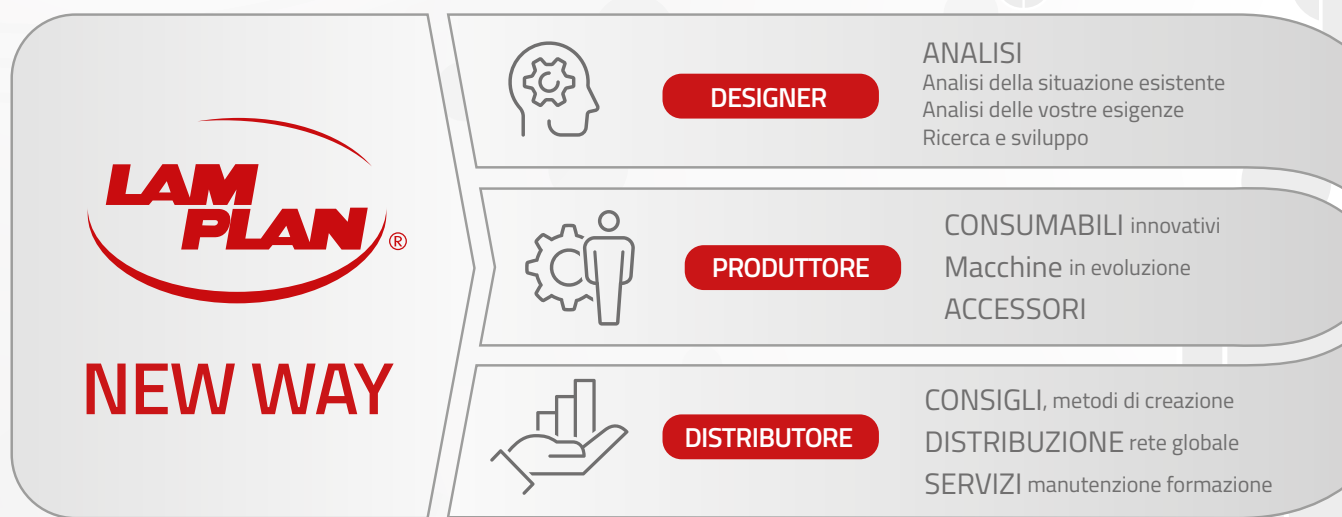 LAM
PLAN ®
NEW WAY
DESIGNER
ANALISI
Analisi della situazione esistente
Analisi delle vostre esigenze
Ricerca e sviluppo
PRODUTTORE
CONSUMABILI innovativi
Macchine in evoluzione
ACCESSORI
DISTRIBUTORE
CONSIGLI, metodi di creazione
DISTRIBUZIONE rete globale
SERVIZI manutenzione formazione